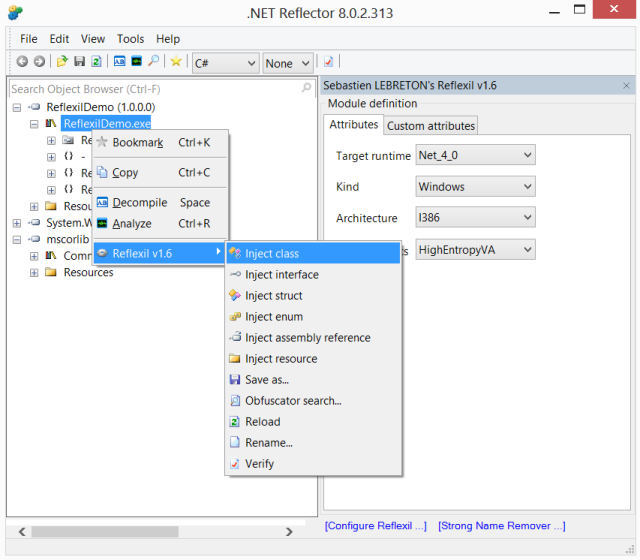 .NET Reflector 8.0.2.313
File Edit View Tools Help
C# None
Search Object Browser (Ctrl-F)
ReflexilDemo (1.0.0.0)
ReflexilDemo.exe
Re
{ } -
{ } Re
{ } Re
Resou
System.W
mscorlib
Comm
Resources
Bookmark Ctrl+K
Copy Ctrl+C
Decompile Space
Analyze Ctrl+R
Reflexil v1.6
Inject class
Inject interface
Inject struct
Inject enum
Inject assembly reference
Inject resource
Save as...
Obfuscator search...
Reload
Rename...
Verify
Sebastien LEBRETON's Reflexil v1.6
Module definition
Attributes Custom attributes
Target runtime Net_4_0
Kind Windows
Architecture I386
s HighEntropyVA
[Configure Reflexil ...] [Strong Name Remover ...]